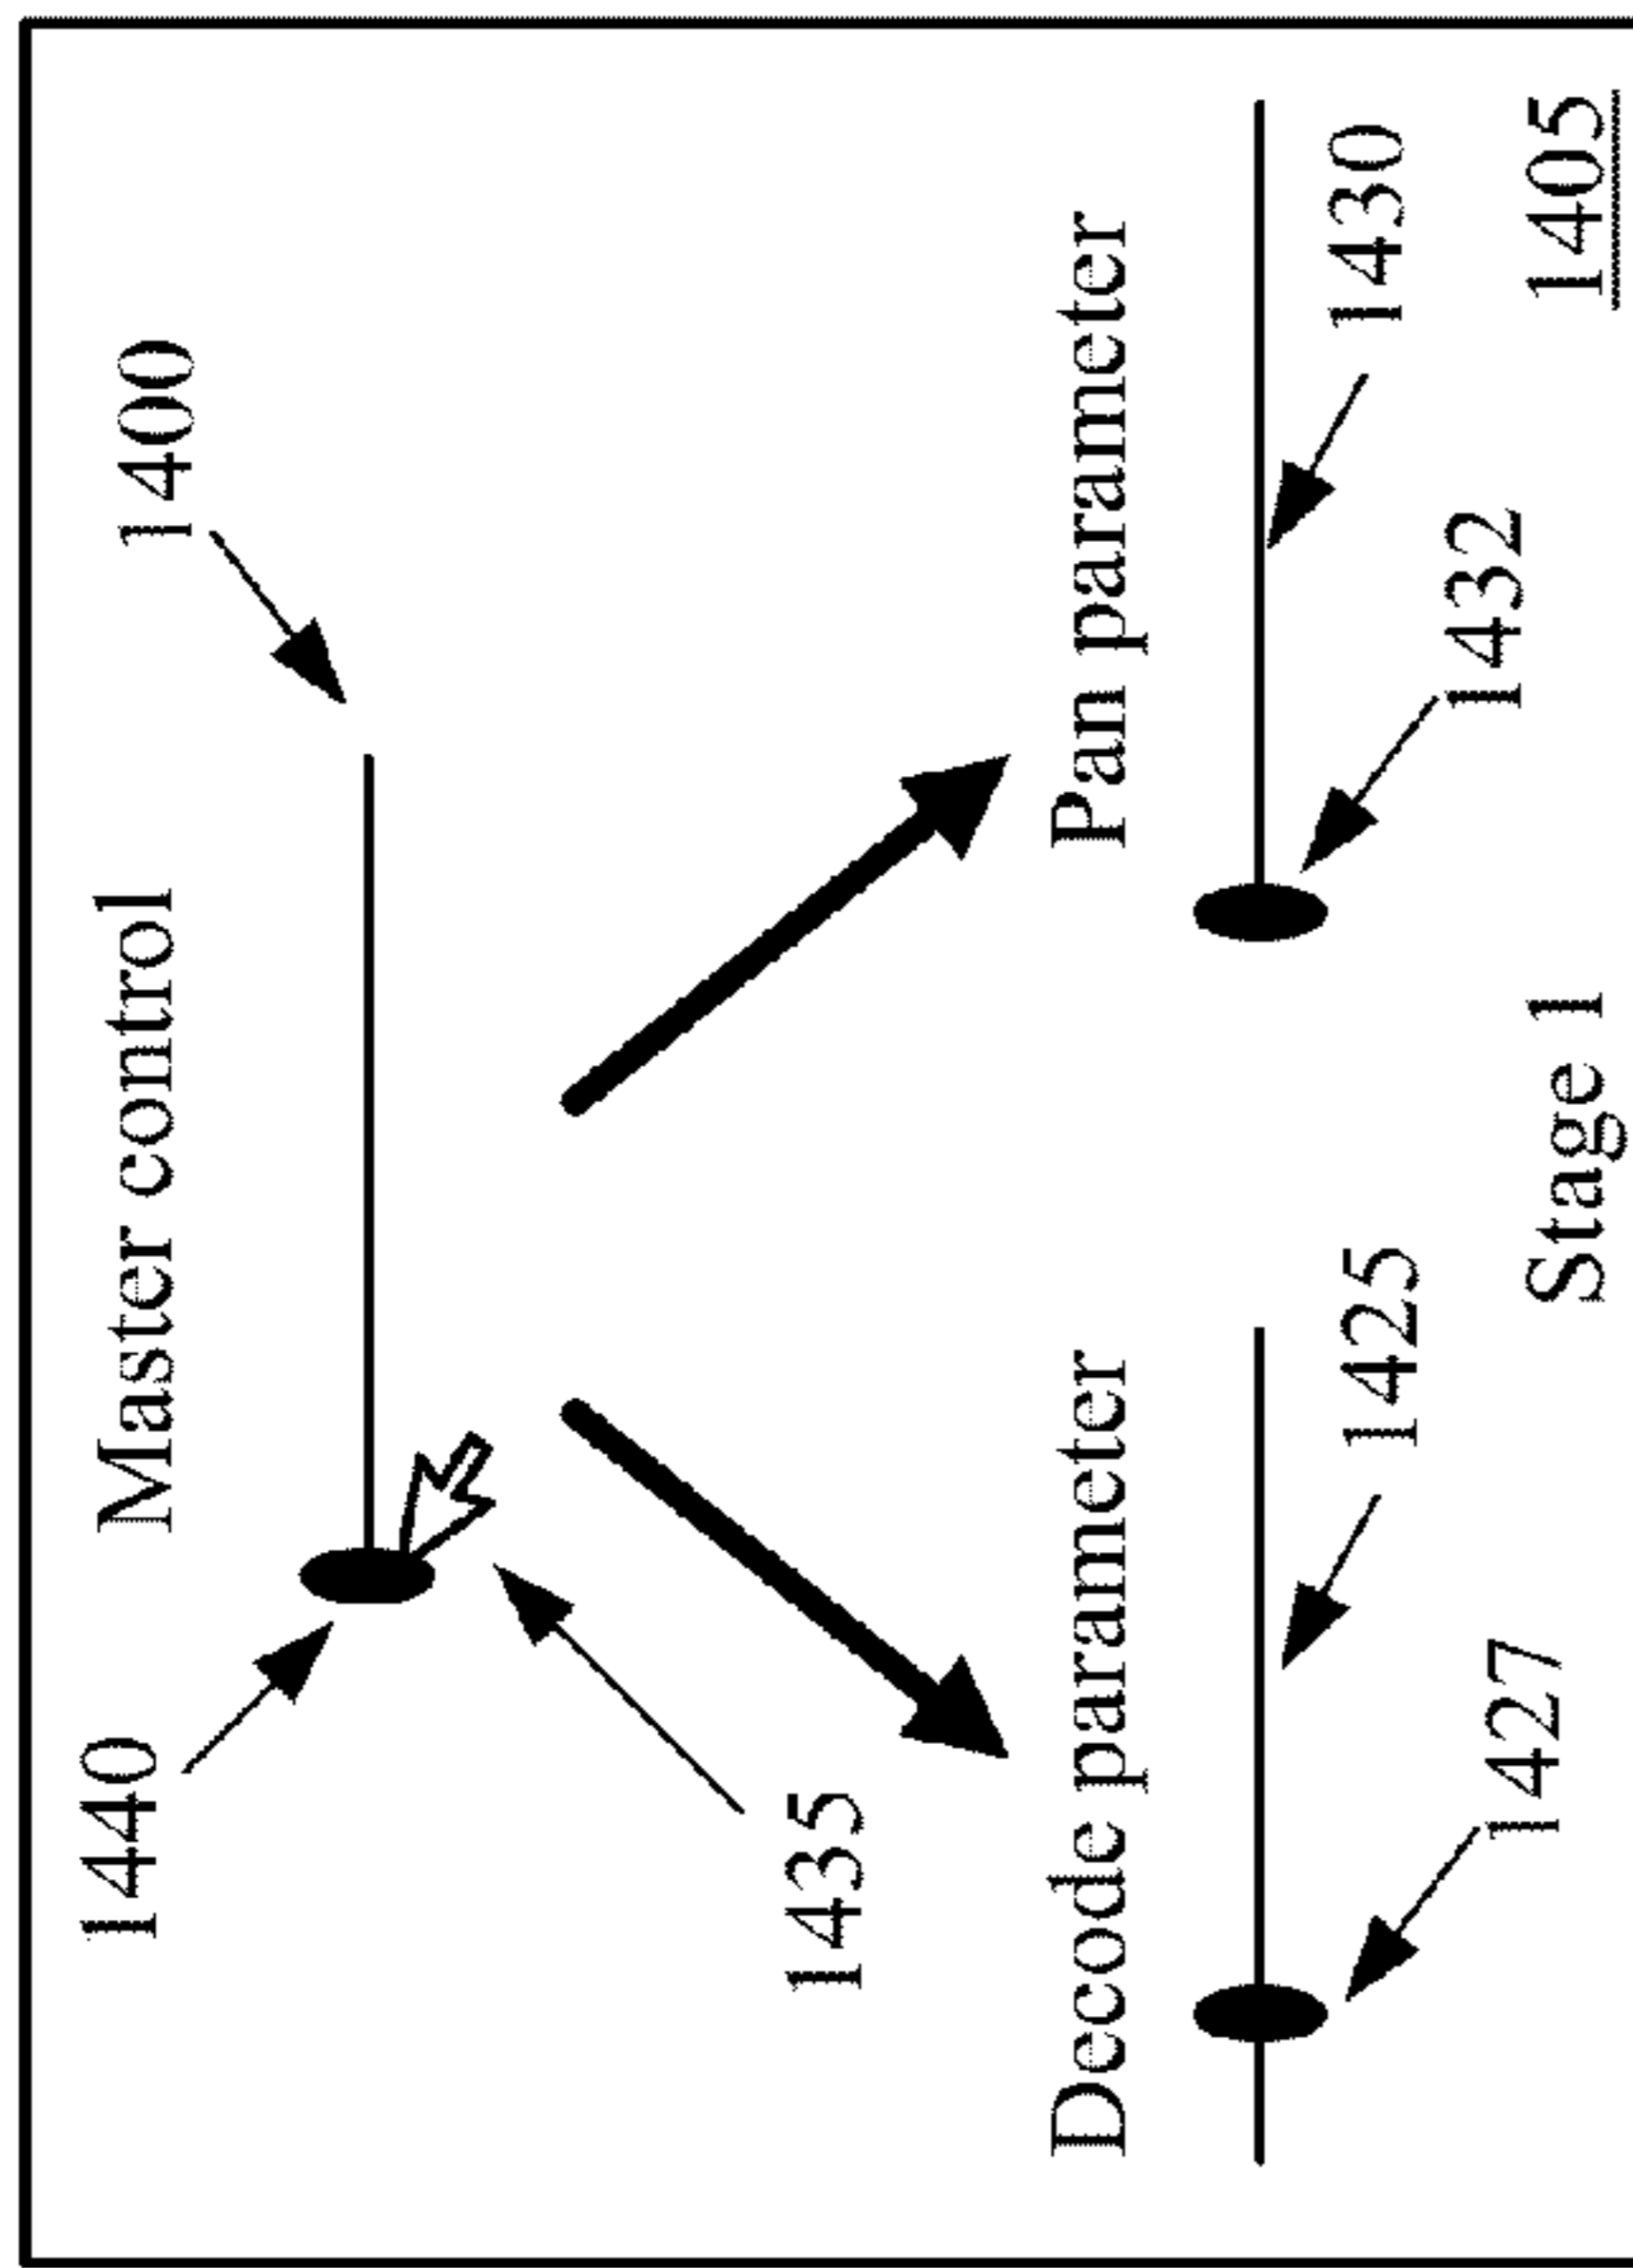 Master control
1440
1400
1435
Decode parameter
Pan parameter
1425
1430
1427
1432
Stage 1
1405